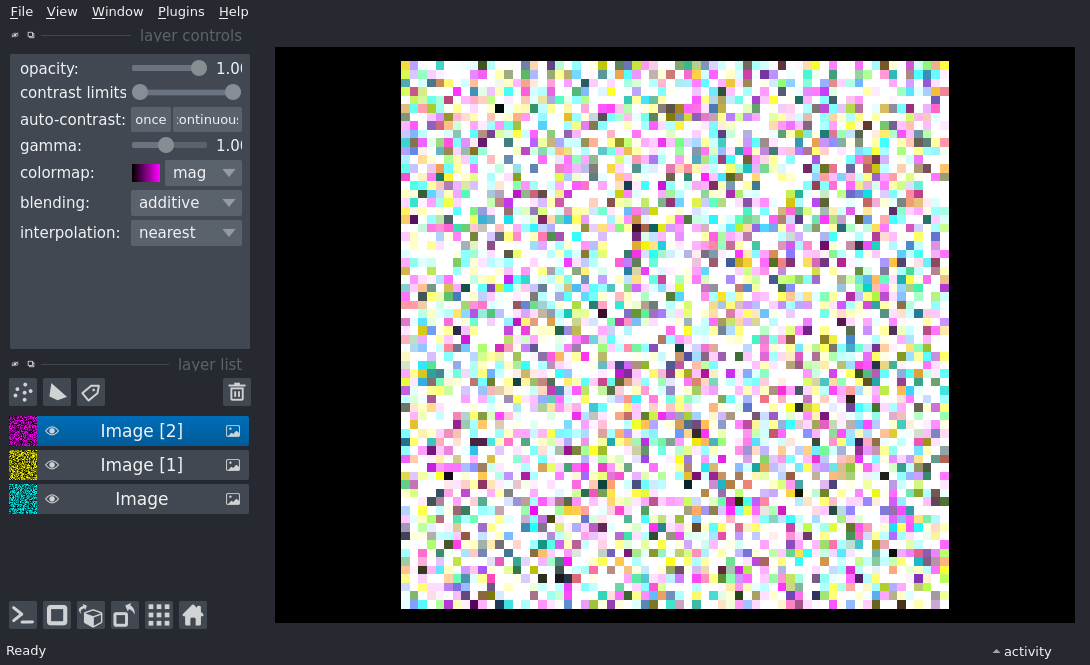 File View Window Plugins Help
layer controls
opacity: 1.00
contrast limits
auto-contrast: once continuous
gamma: 1.00
colormap: mag
blending: additive
interpolation: nearest
layer list
Image [2]
Image [1]
Image
Ready
activity